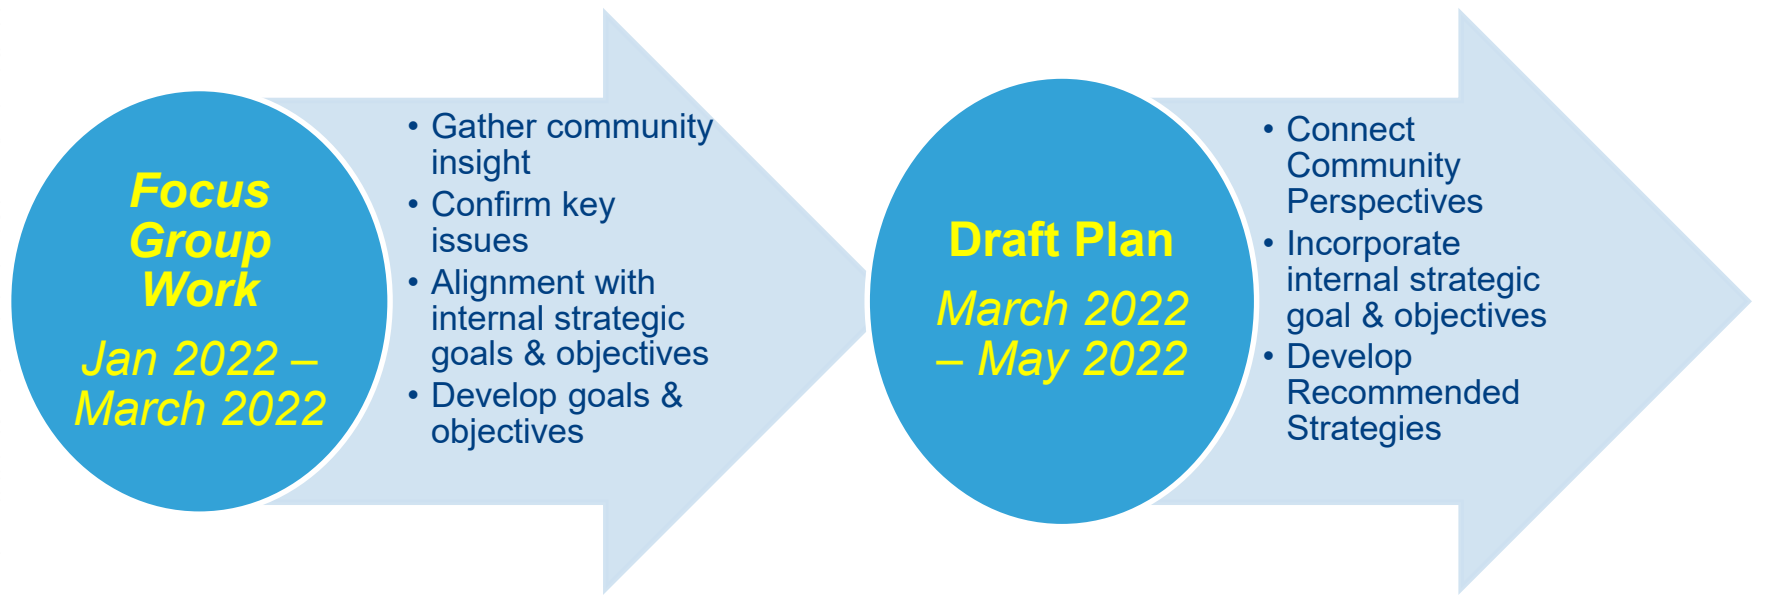 Focus
Group
Work
Jan 2022 –
March 2022
• Gather community
insight
• Confirm key
issues
• Alignment with
internal strategic
goals & objectives
• Develop goals &
objectives
Draft Plan
March 2022
– May 2022
• Connect
Community
Perspectives
• Incorporate
internal strategic
goal & objectives
• Develop
Recommended
Strategies